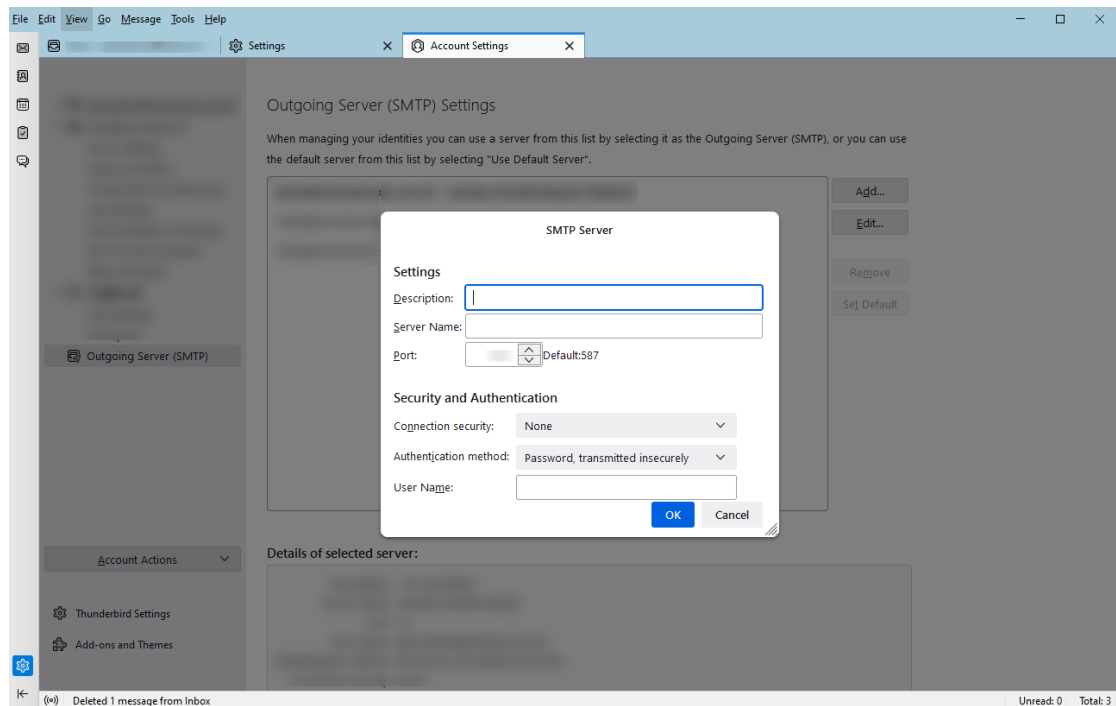 File Edit View Go Message Tools Help
Settings
Account Settings
Outgoing Server (SMTP) Settings
When managing your identities you can use a server from this list by selecting it as the Outgoing Server (SMTP), or you can use
the default server from this list by selecting "Use Default Server".
Add...
Edit...
Remove
Set Default
SMTP Server
Settings
Description:
Server Name:
Port: Default:587
Security and Authentication
Connection security: None
Authentication method: Password, transmitted insecurely
User Name:
OK Cancel
Outgoing Server (SMTP)
Account Actions
Details of selected server:
Thunderbird Settings
Add-ons and Themes
Deleted 1 message from Inbox
Unread: 0 Total: 3